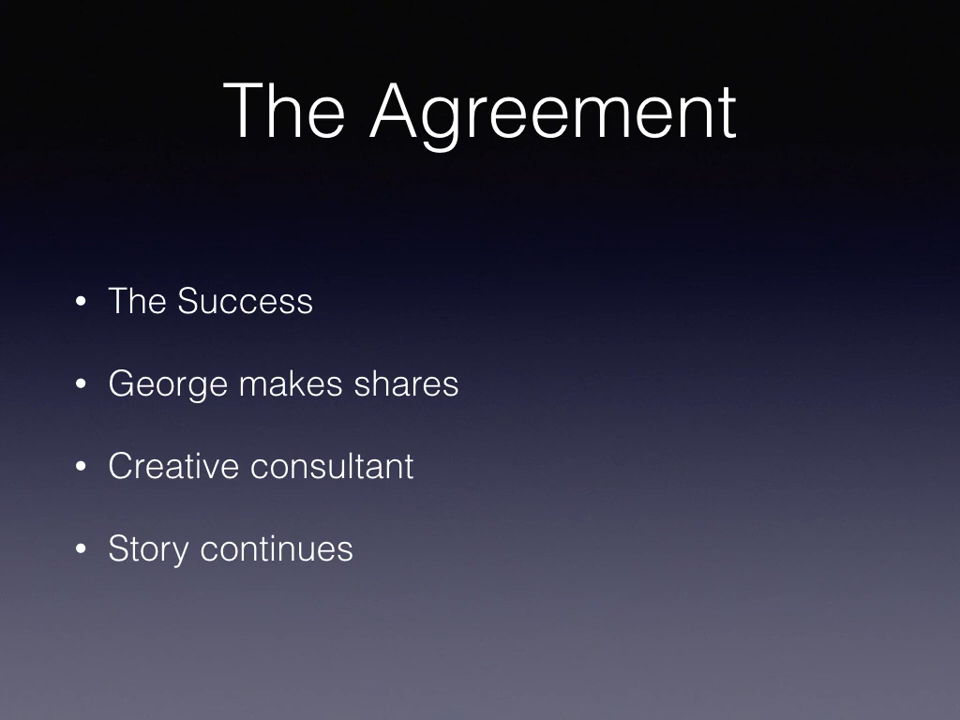 The Agreement
• The Success
• George makes shares
• Creative consultant
• Story continues